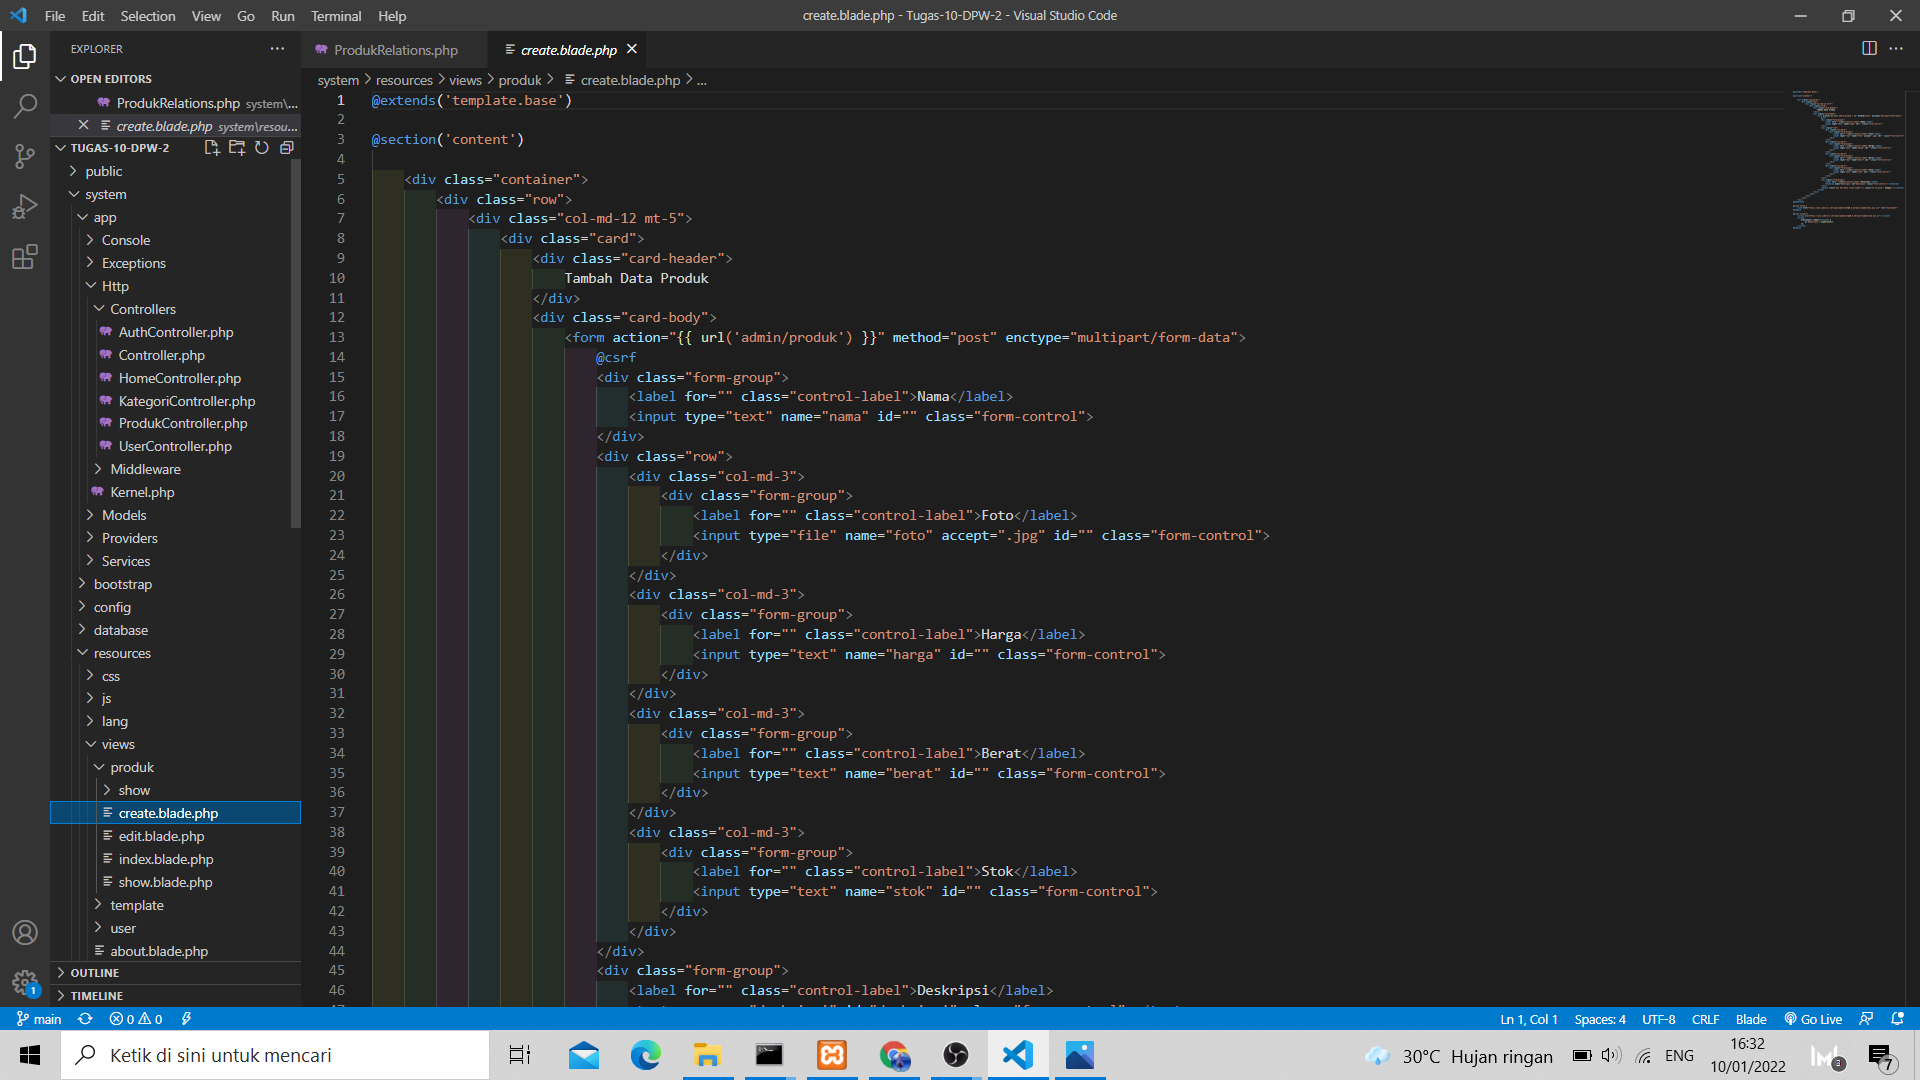 File Edit Selection View Go Run Terminal Help
create.blade.php - Tugas-10-DPW-2 - Visual Studio Code
EXPLORER
OPEN EDITORS
ProdukRelations.php system\...
create.blade.php system\resou...
TUGAS-10-DPW-2
public
system
app
Console
Exceptions
Http
Controllers
AuthController.php
Controller.php
HomeController.php
KategoriController.php
ProdukController.php
UserController.php
Middleware
Kernel.php
Models
Providers
Services
bootstrap
config
database
resources
css
js
lang
views
produk
show
create.blade.php
edit.blade.php
index.blade.php
show.blade.php
template
user
about.blade.php
OUTLINE
TIMELINE
ProdukRelations.php
create.blade.php
system > resources > views > produk > create.blade.php > ...
1 @extends('template.base')
2
3 @section('content')
4
5 <div class="container">
6 <div class="row">
7 <div class="col-md-12 mt-5">
8 <div class="card">
9 <div class="card-header">
10 Tambah Data Produk
11 </div>
12 <div class="card-body">
13 <form action="{{ url('admin/produk') }}" method="post" enctype="multipart/form-data">
14 @csrf
15 <div class="form-group">
16 <label for="" class="control-label">Nama</label>
17 <input type="text" name="nama" id="" class="form-control">
18 </div>
19 <div class="row">
20 <div class="col-md-3">
21 <div class="form-group">
22 <label for="" class="control-label">Foto</label>
23 <input type="file" name="foto" accept=".jpg" id="" class="form-control">
24 </div>
25 </div>
26 <div class="col-md-3">
27 <div class="form-group">
28 <label for="" class="control-label">Harga</label>
29 <input type="text" name="harga" id="" class="form-control">
30 </div>
31 </div>
32 <div class="col-md-3">
33 <div class="form-group">
34 <label for="" class="control-label">Berat</label>
35 <input type="text" name="berat" id="" class="form-control">
36 </div>
37 </div>
38 <div class="col-md-3">
39 <div class="form-group">
40 <label for="" class="control-label">Stok</label>
41 <input type="text" name="stok" id="" class="form-control">
42 </div>
43 </div>
44 </div>
45 <div class="form-group">
46 <label for="" class="control-label">Deskripsi</label>
1
main 0 0
Ln 1, Col 1 Spaces: 4 UTF-8 CRLF Blade Go Live
Ketik di sini untuk mencari
30°C Hujan ringan ENG
16:32
10/01/2022
3
7